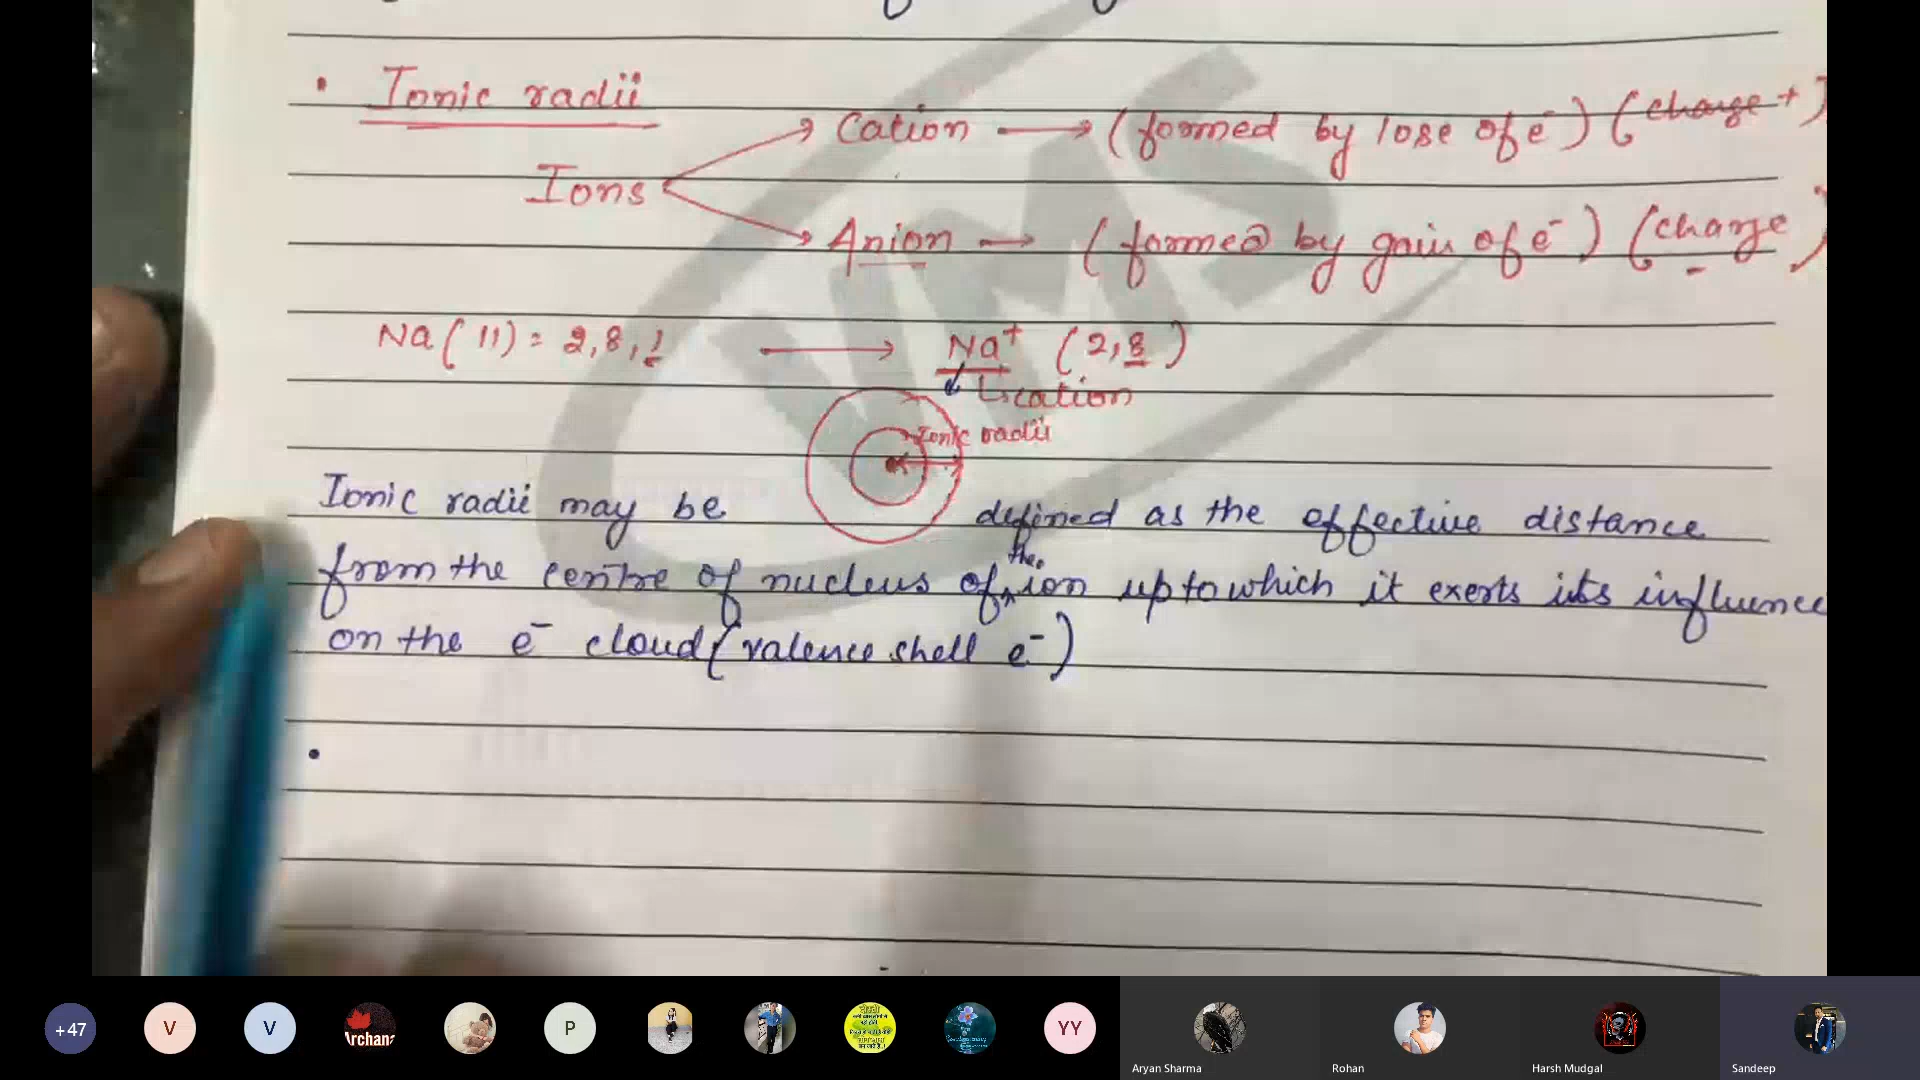 • Ionic radii
Cation → (formed by lose of e⁻) (charge +)
Ions
Anion → (formed by gain of e⁻) (charge -)
Na(11) = 2,8,1 → Na⁺ (2,8)
cation
Ionic radii
Ionic radii may be defined as the effective distance
from the centre of nucleus of the ion upto which it exerts its influence
on the e⁻ cloud (valence shell e⁻)
•
VMS
+47 V V Archana P YY
Aryan Sharma Rohan Harsh Mudgal Sandeep